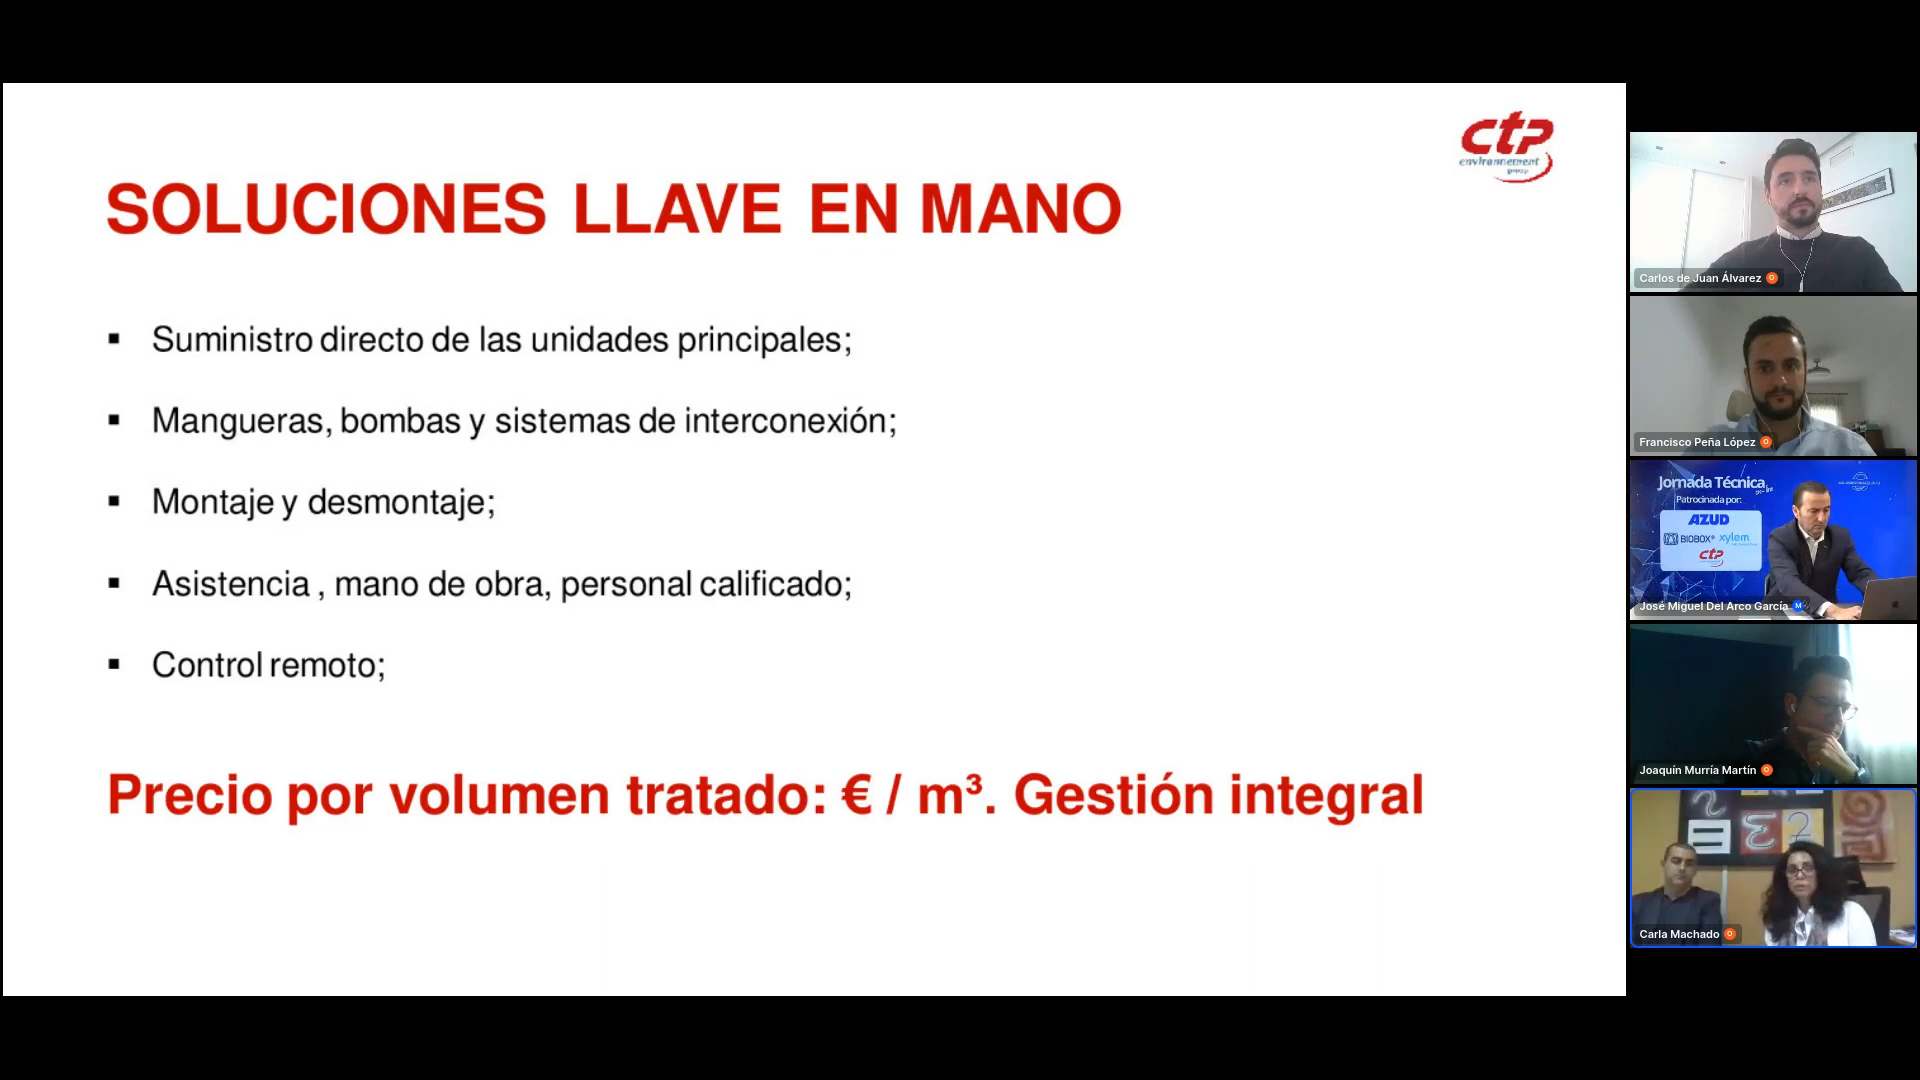 ctp
environnement
group
SOLUCIONES LLAVE EN MANO
Suministro directo de las unidades principales;
Mangueras, bombas y sistemas de interconexión;
Montaje y desmontaje;
Asistencia , mano de obra, personal calificado;
Control remoto;
Precio por volumen tratado: € / m³. Gestión integral
Carlos de Juan Álvarez
Francisco Peña López
Jornada Técnica
on-line
Patrocinada por:
AZUD
BIOBOX® xylem
ctp
José Miguel Del Arco García M
Joaquín Murría Martín
Carla Machado